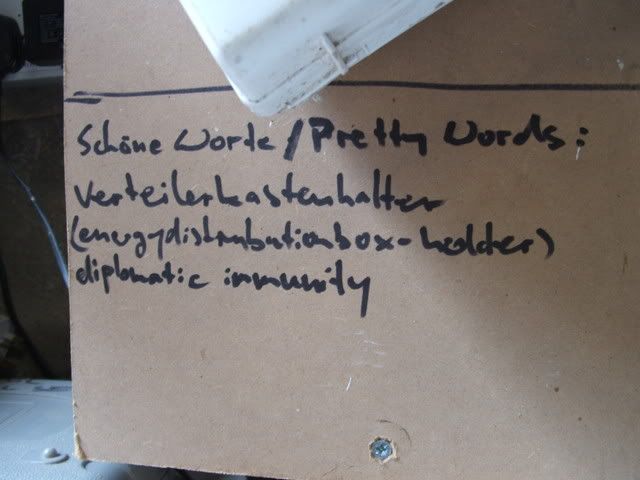 Schöne Worte / Pretty Words:
Verteilerkastenhalter
(energydistributionbox-holder)
diplomatic immunity